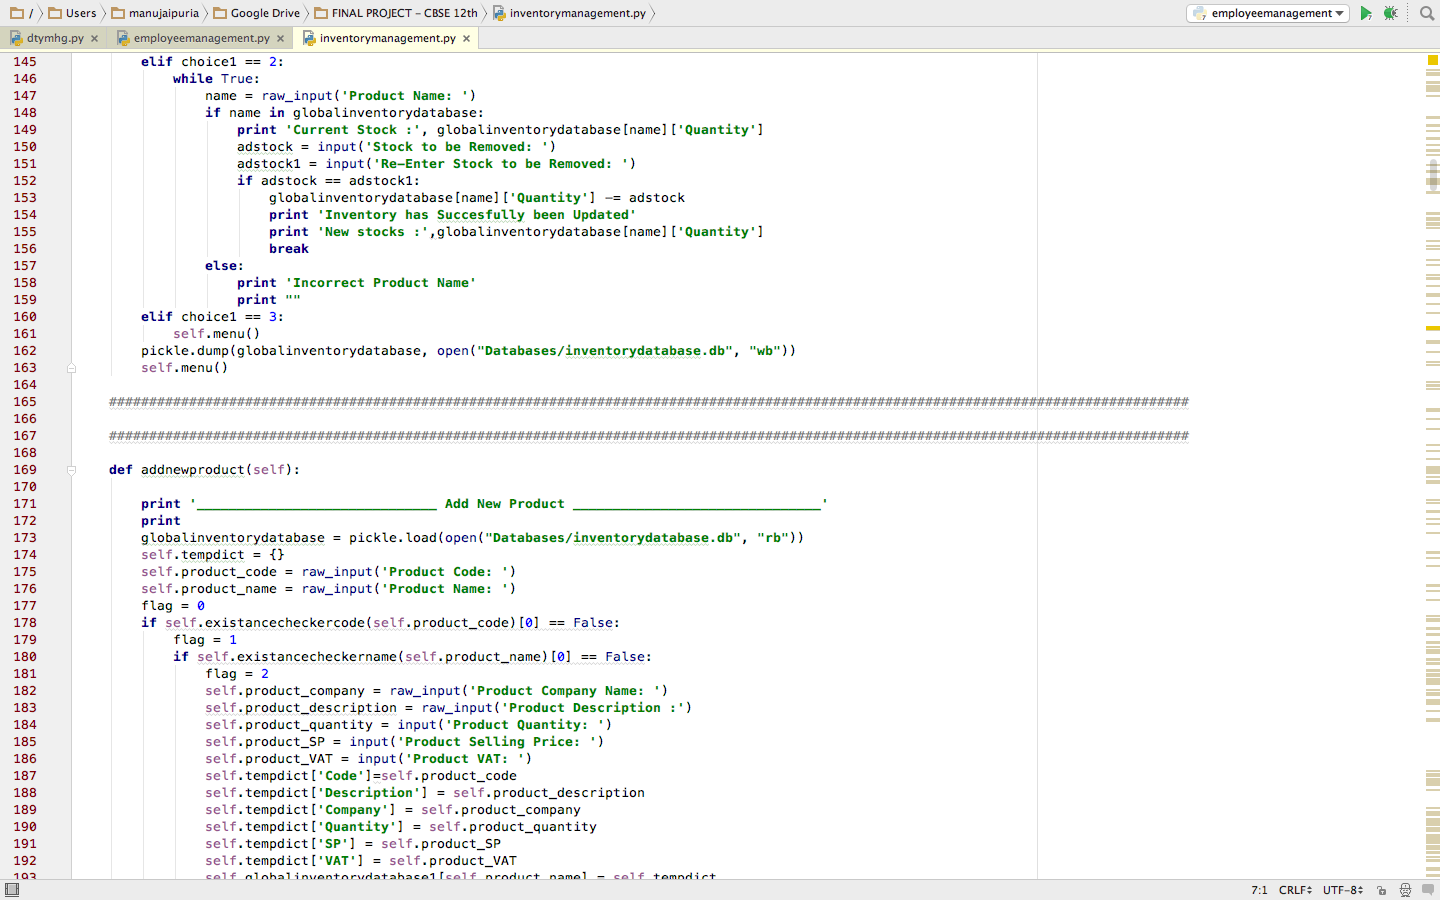 / Users manujaipuria Google Drive FINAL PROJECT – CBSE 12th inventorymanagement.py employeemanagement
dtymhg.py × employeemanagement.py × inventorymanagement.py ×
145 elif choice1 == 2:
146 while True:
147 name = raw_input('Product Name: ')
148 if name in globalinventorydatabase:
149 print 'Current Stock :', globalinventorydatabase[name]['Quantity']
150 adstock = input('Stock to be Removed: ')
151 adstock1 = input('Re-Enter Stock to be Removed: ')
152 if adstock == adstock1:
153 globalinventorydatabase[name]['Quantity'] -= adstock
154 print 'Inventory has Succesfully been Updated'
155 print 'New stocks :',globalinventorydatabase[name]['Quantity']
156 break
157 else:
158 print 'Incorrect Product Name'
159 print ""
160 elif choice1 == 3:
161 self.menu()
162 pickle.dump(globalinventorydatabase, open("Databases/inventorydatabase.db", "wb"))
163 self.menu()
164
165 #######################################################################################################################################
166
167 #######################################################################################################################################
168
169 def addnewproduct(self):
170
171 print '______________________________ Add New Product _______________________________'
172 print
173 globalinventorydatabase = pickle.load(open("Databases/inventorydatabase.db", "rb"))
174 self.tempdict = {}
175 self.product_code = raw_input('Product Code: ')
176 self.product_name = raw_input('Product Name: ')
177 flag = 0
178 if self.existancecheckercode(self.product_code)[0] == False:
179 flag = 1
180 if self.existancecheckername(self.product_name)[0] == False:
181 flag = 2
182 self.product_company = raw_input('Product Company Name: ')
183 self.product_description = raw_input('Product Description :')
184 self.product_quantity = input('Product Quantity: ')
185 self.product_SP = input('Product Selling Price: ')
186 self.product_VAT = input('Product VAT: ')
187 self.tempdict['Code']=self.product_code
188 self.tempdict['Description'] = self.product_description
189 self.tempdict['Company'] = self.product_company
190 self.tempdict['Quantity'] = self.product_quantity
191 self.tempdict['SP'] = self.product_SP
192 self.tempdict['VAT'] = self.product_VAT
193 self.globalinventorydatabase1[self.product_name] = self.tempdict
7:1 CRLF UTF-8